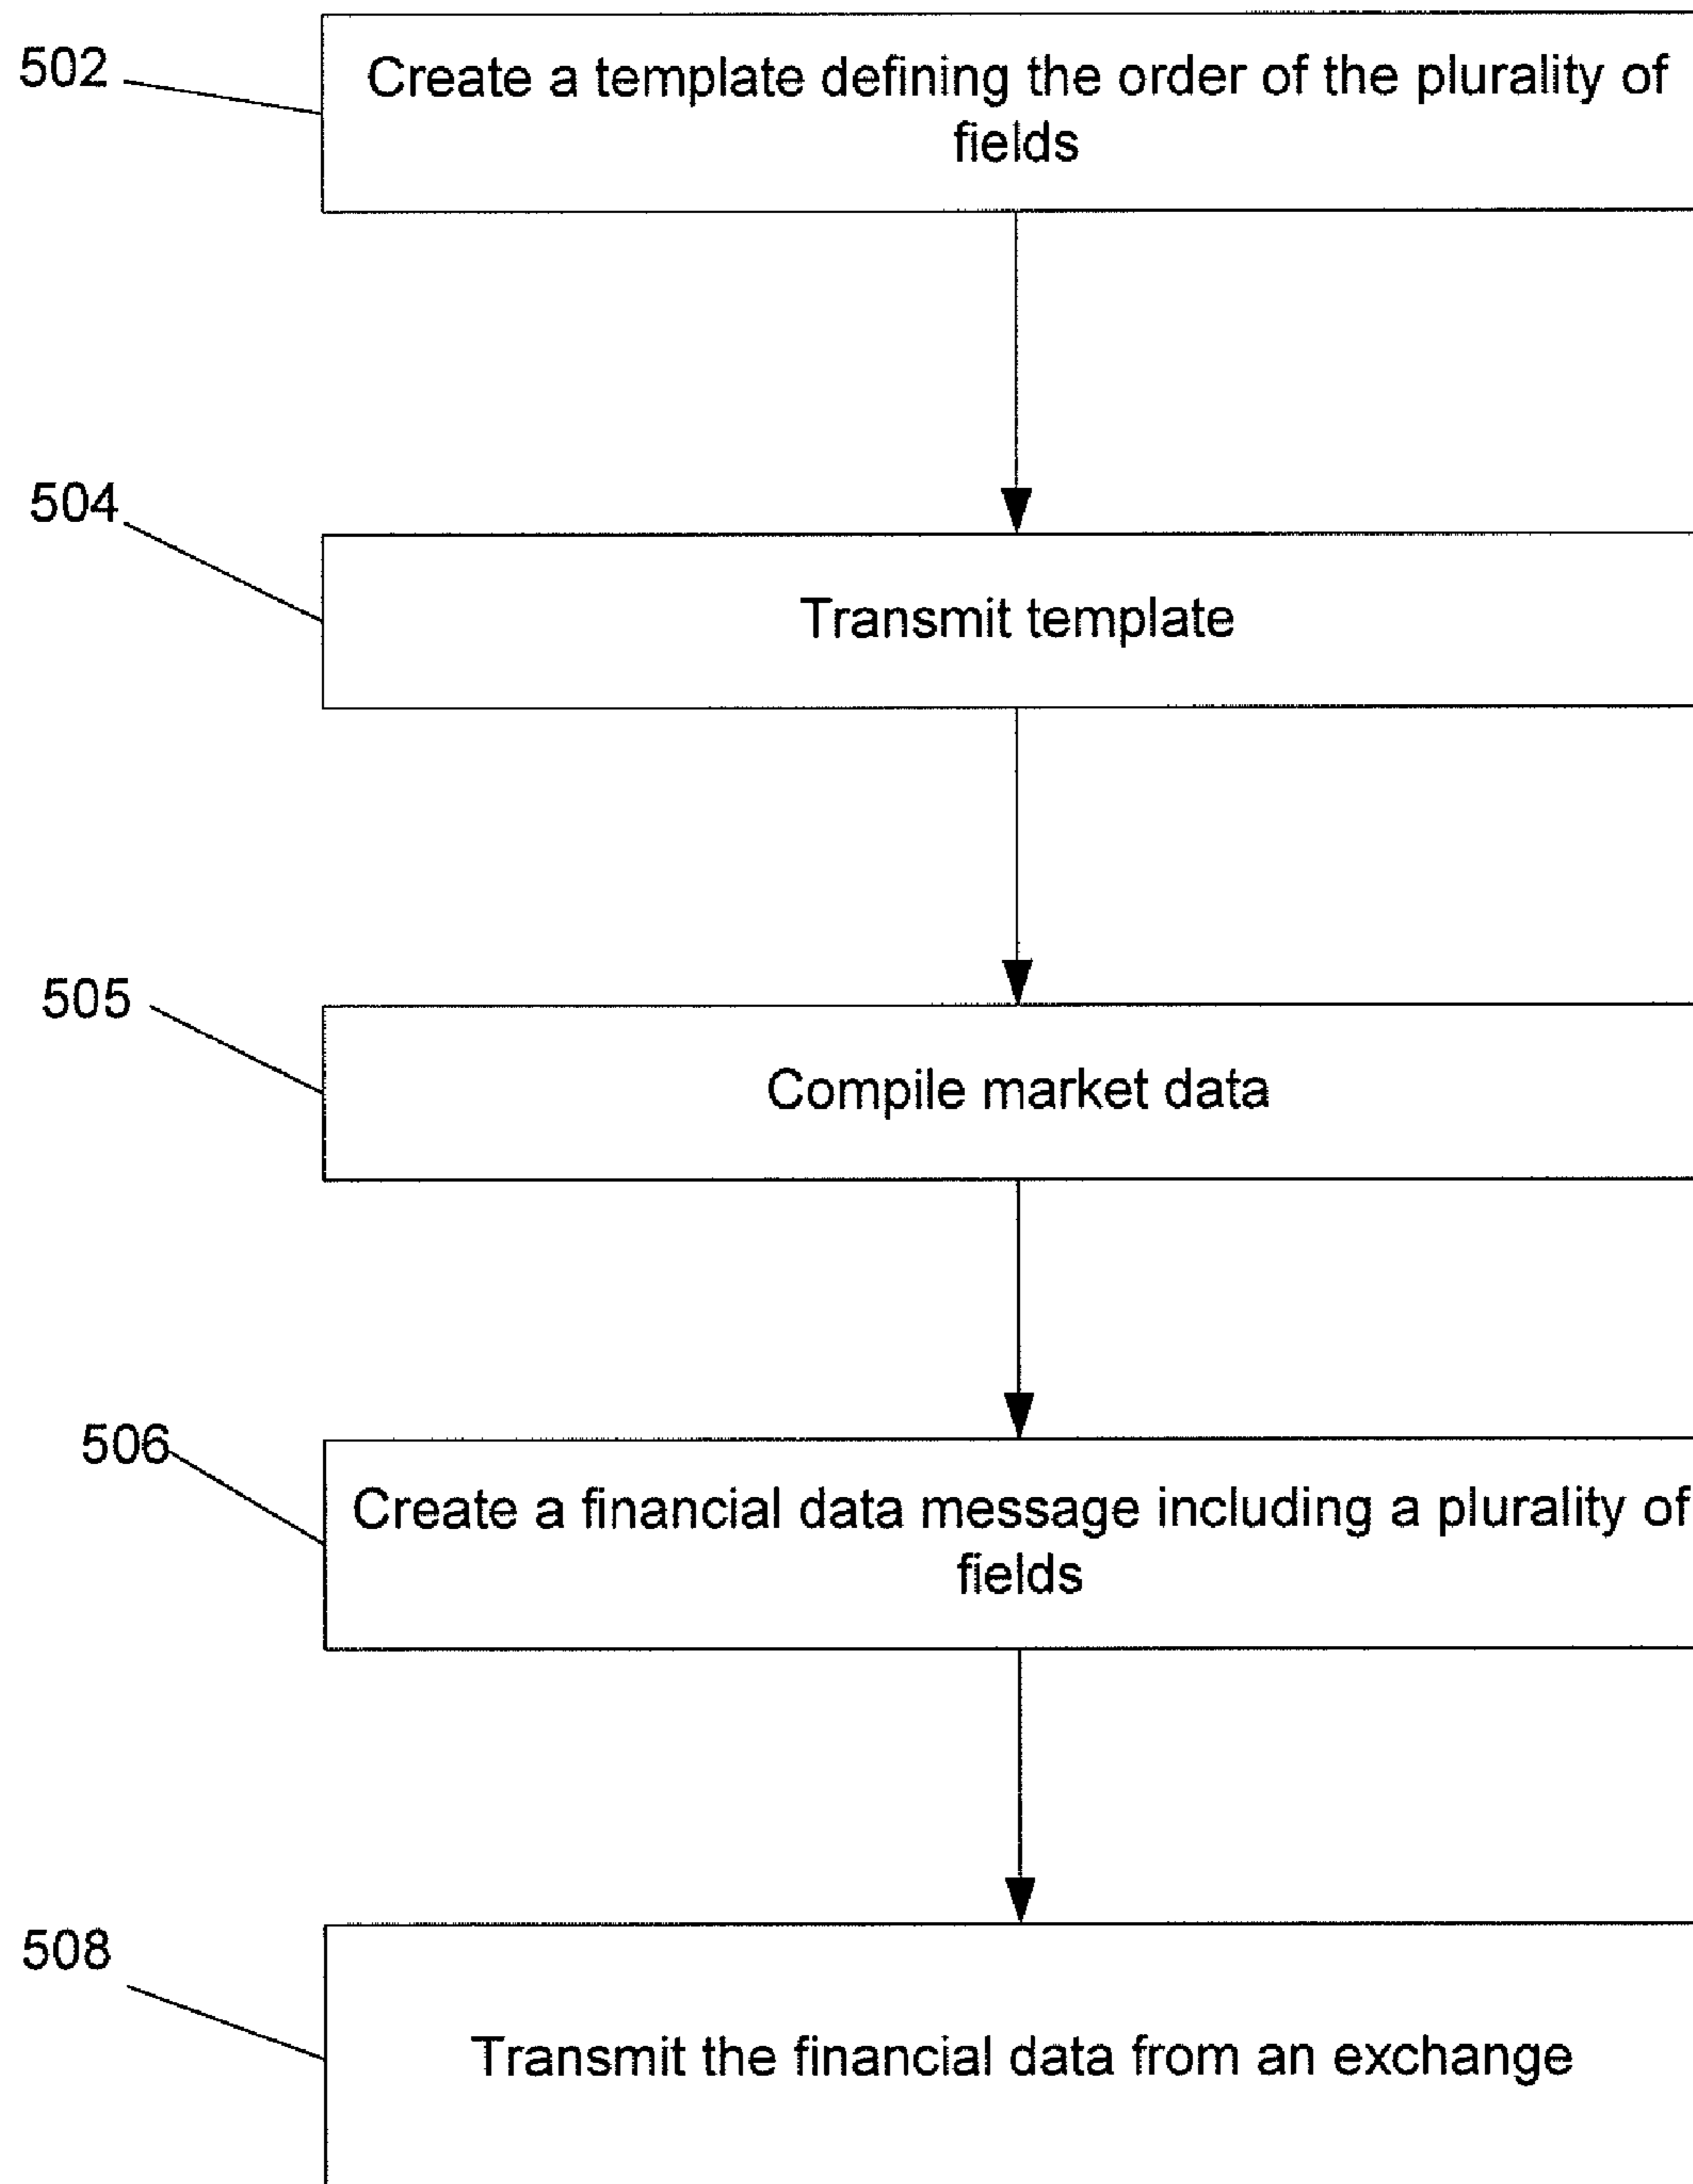 502
Create a template defining the order of the plurality of
fields
504
Transmit template
505
Compile market data
506
Create a financial data message including a plurality of
fields
508
Transmit the financial data from an exchange